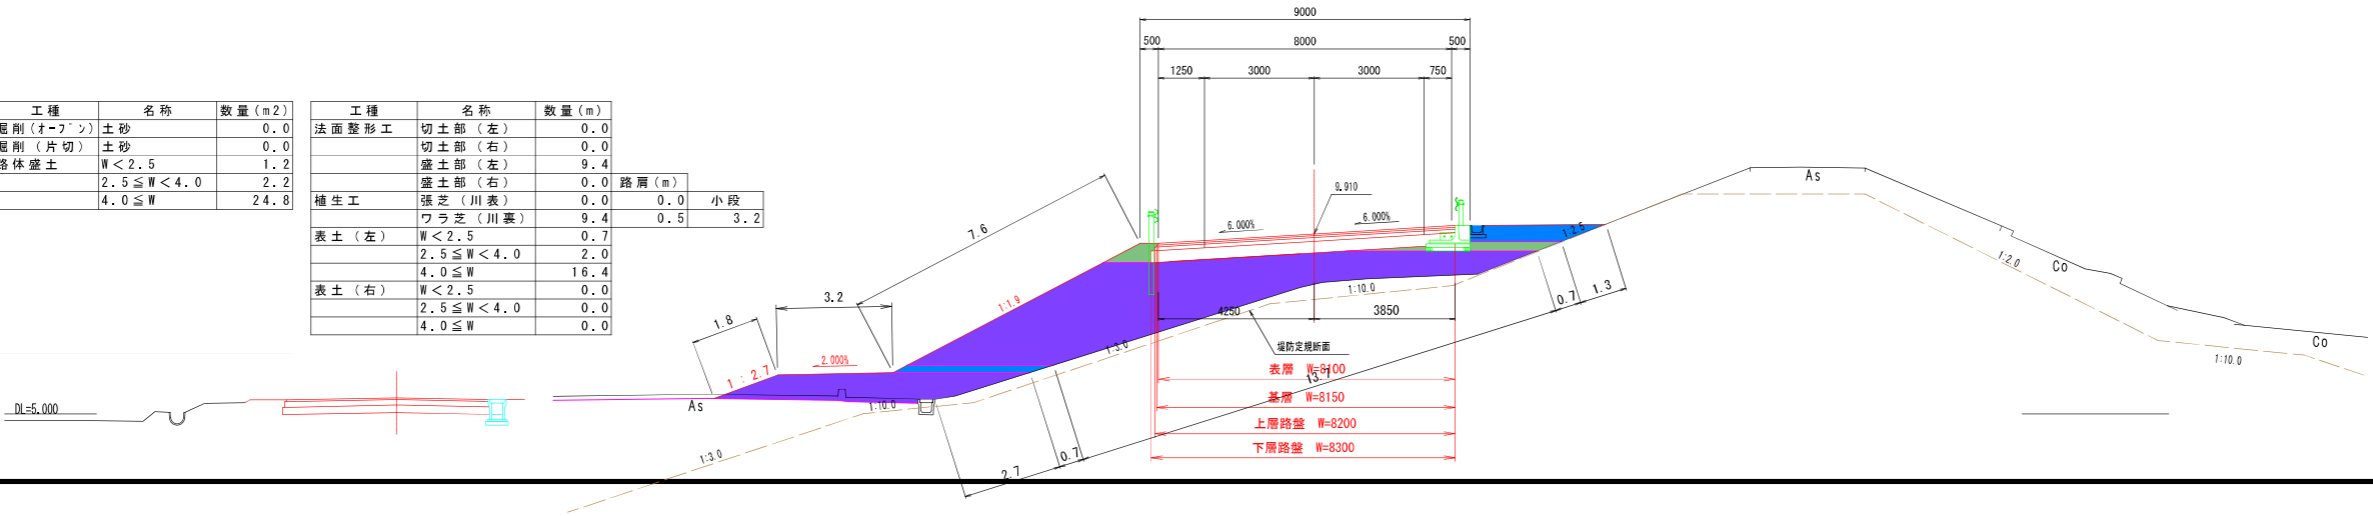 9000
500 8000 500
1250 3000 3000 750
工種 名称 数量(m2)
掘削(オープン) 土砂 0.0
掘削(片切) 土砂 0.0
路体盛土 W<2.5 1.2
2.5≦W<4.0 2.2
4.0≦W 24.8
工種 名称 数量(m)
法面整形工 切土部(左) 0.0
切土部(右) 0.0
盛土部(左) 9.4
盛土部(右) 0.0 路肩(m)
植生工 張芝(川表) 0.0 0.0 小段
ワラ芝(川裏) 9.4 0.5 3.2
表土(左) W<2.5 0.7
2.5≦W<4.0 2.0
4.0≦W 16.4
表土(右) W<2.5 0.0
2.5≦W<4.0 0.0
4.0≦W 0.0
As
9.910
6.000%
6.000%
7.6
1:2.5
1:2.0
Co
1:10.0
3.2
1:1.9
0.7
1.3
4250 3850
1.8
1:3.0
堤防定規断面
Co
1:10.0
2.000%
1:2.7
表層 W=8100
13.7
基層 W=8150
DL=5.000
As
1:10.0
上層路盤 W=8200
下層路盤 W=8300
1:3.0
0.7
2.7